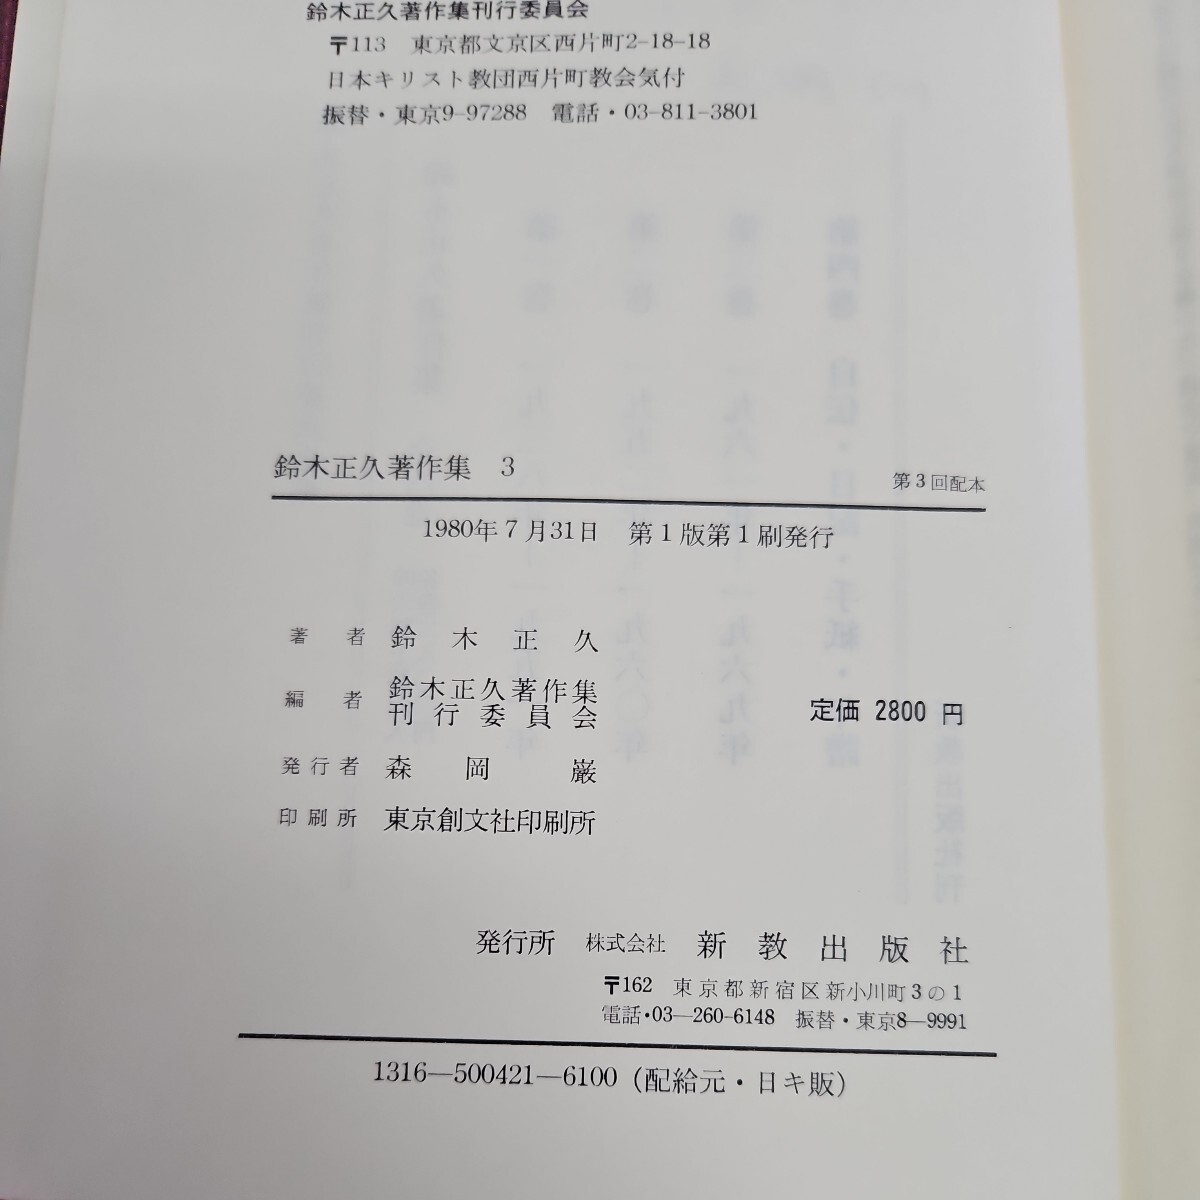 鈴木正久著作集刊行委員会
〒113 東京都文京区西片町2-18-18
日本キリスト教団西片町教会気付
振替・東京9-97288 電話・03-811-3801
鈴木正久著作集 3
第3回配本
1980年7月31日 第1版第1刷発行
著者 鈴木正久
編者 鈴木正久著作集
刊行委員会
定価 2800 円
発行者 森岡巌
印刷所 東京創文社印刷所
発行所 株式会社 新教出版社
〒162 東京都新宿区新小川町3の1
電話・03—260-6148 振替・東京8—9991
1316—500421—6100（配給元・日キ販）